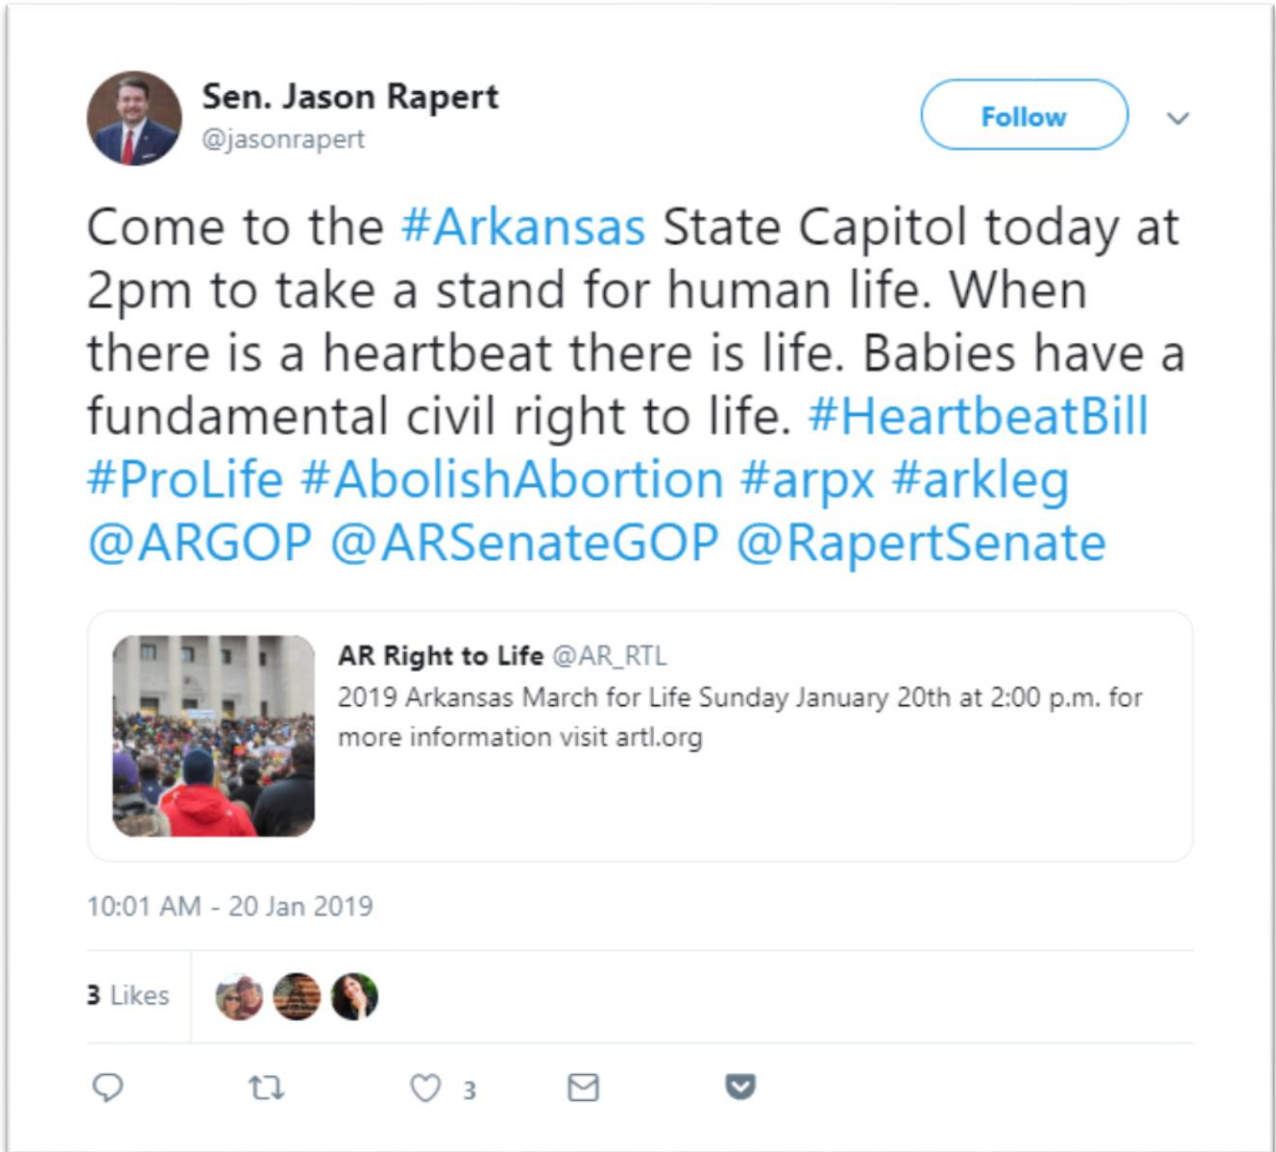 Sen. Jason Rapert
@jasonrapert
Follow
Come to the #Arkansas State Capitol today at
2pm to take a stand for human life. When
there is a heartbeat there is life. Babies have a
fundamental civil right to life. #HeartbeatBill
#ProLife #AbolishAbortion #arpx #arkleg
@ARGOP @ARSenateGOP @RapertSenate
AR Right to Life @AR_RTL
2019 Arkansas March for Life Sunday January 20th at 2:00 p.m. for
more information visit artl.org
10:01 AM - 20 Jan 2019
3 Likes
3